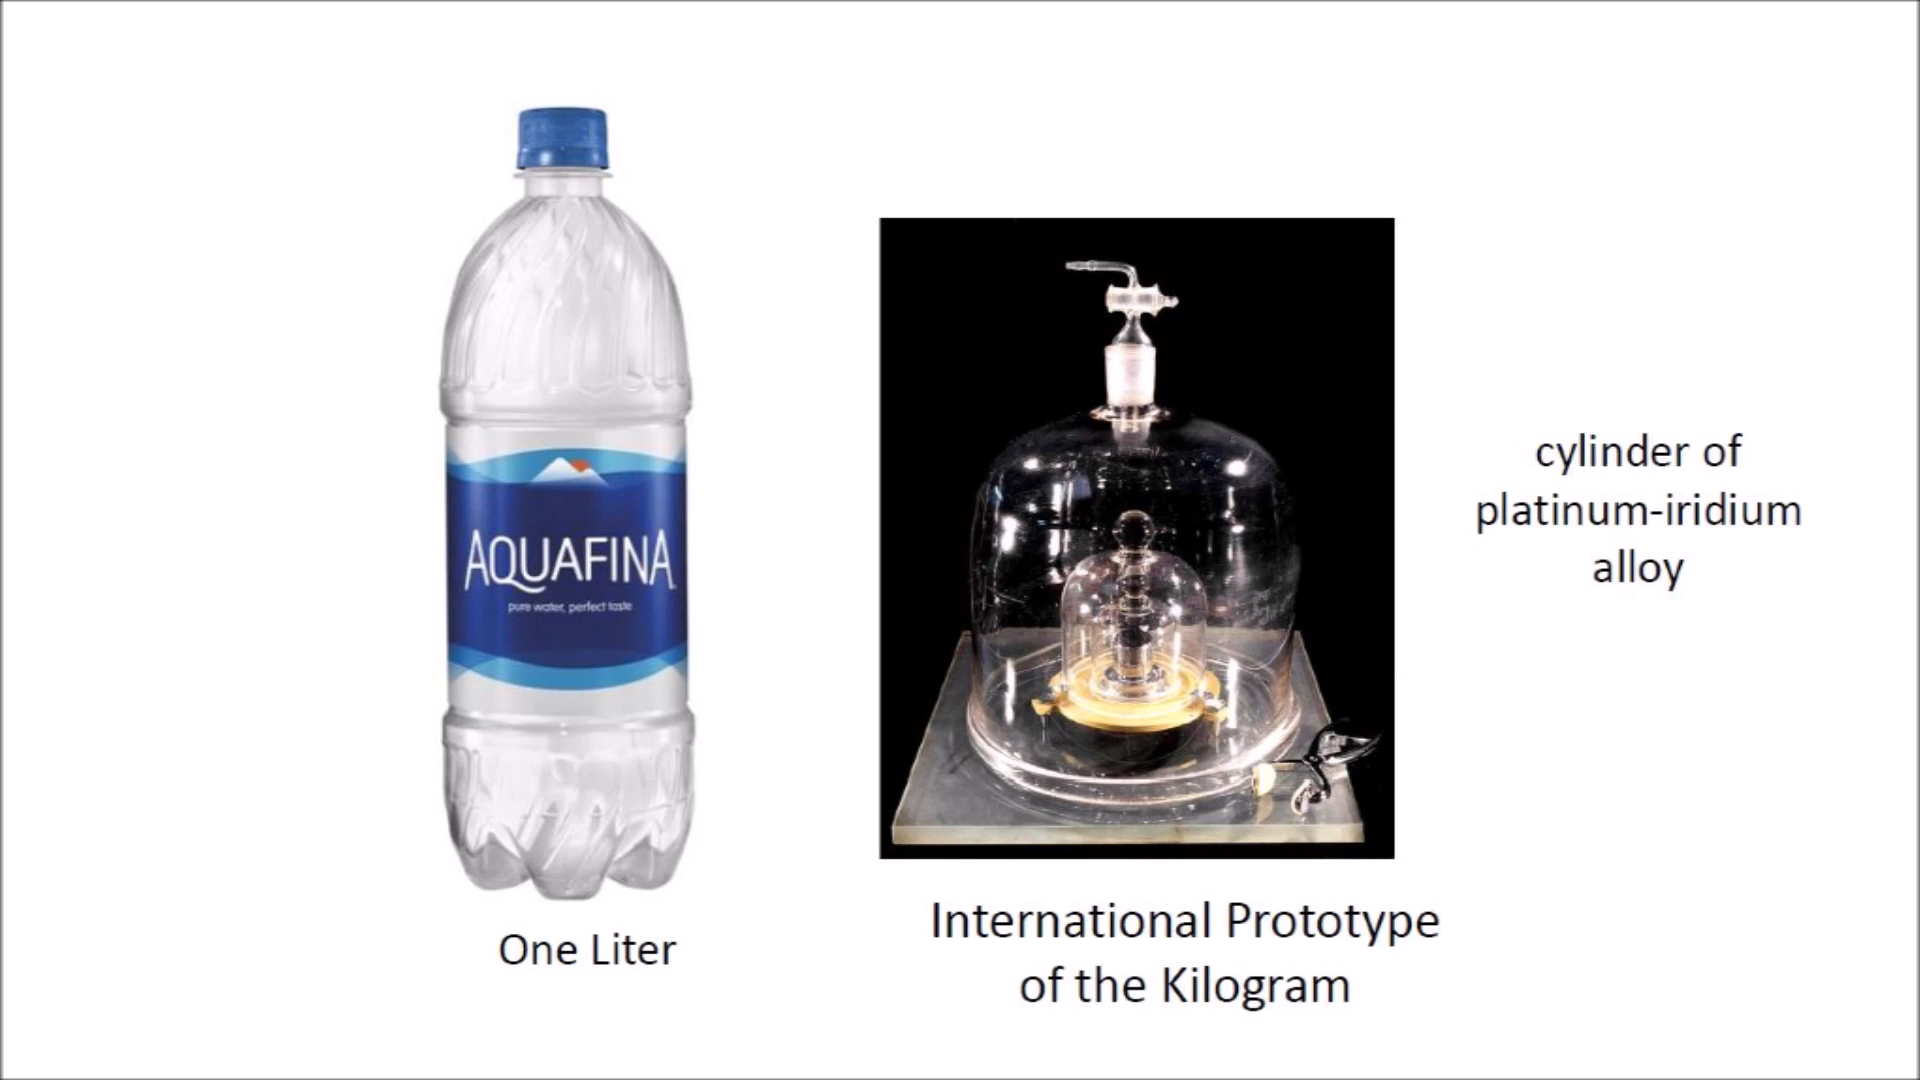 AQUAFINA
pure water, perfect taste
One Liter
International Prototype
of the Kilogram
cylinder of
platinum-iridium
alloy